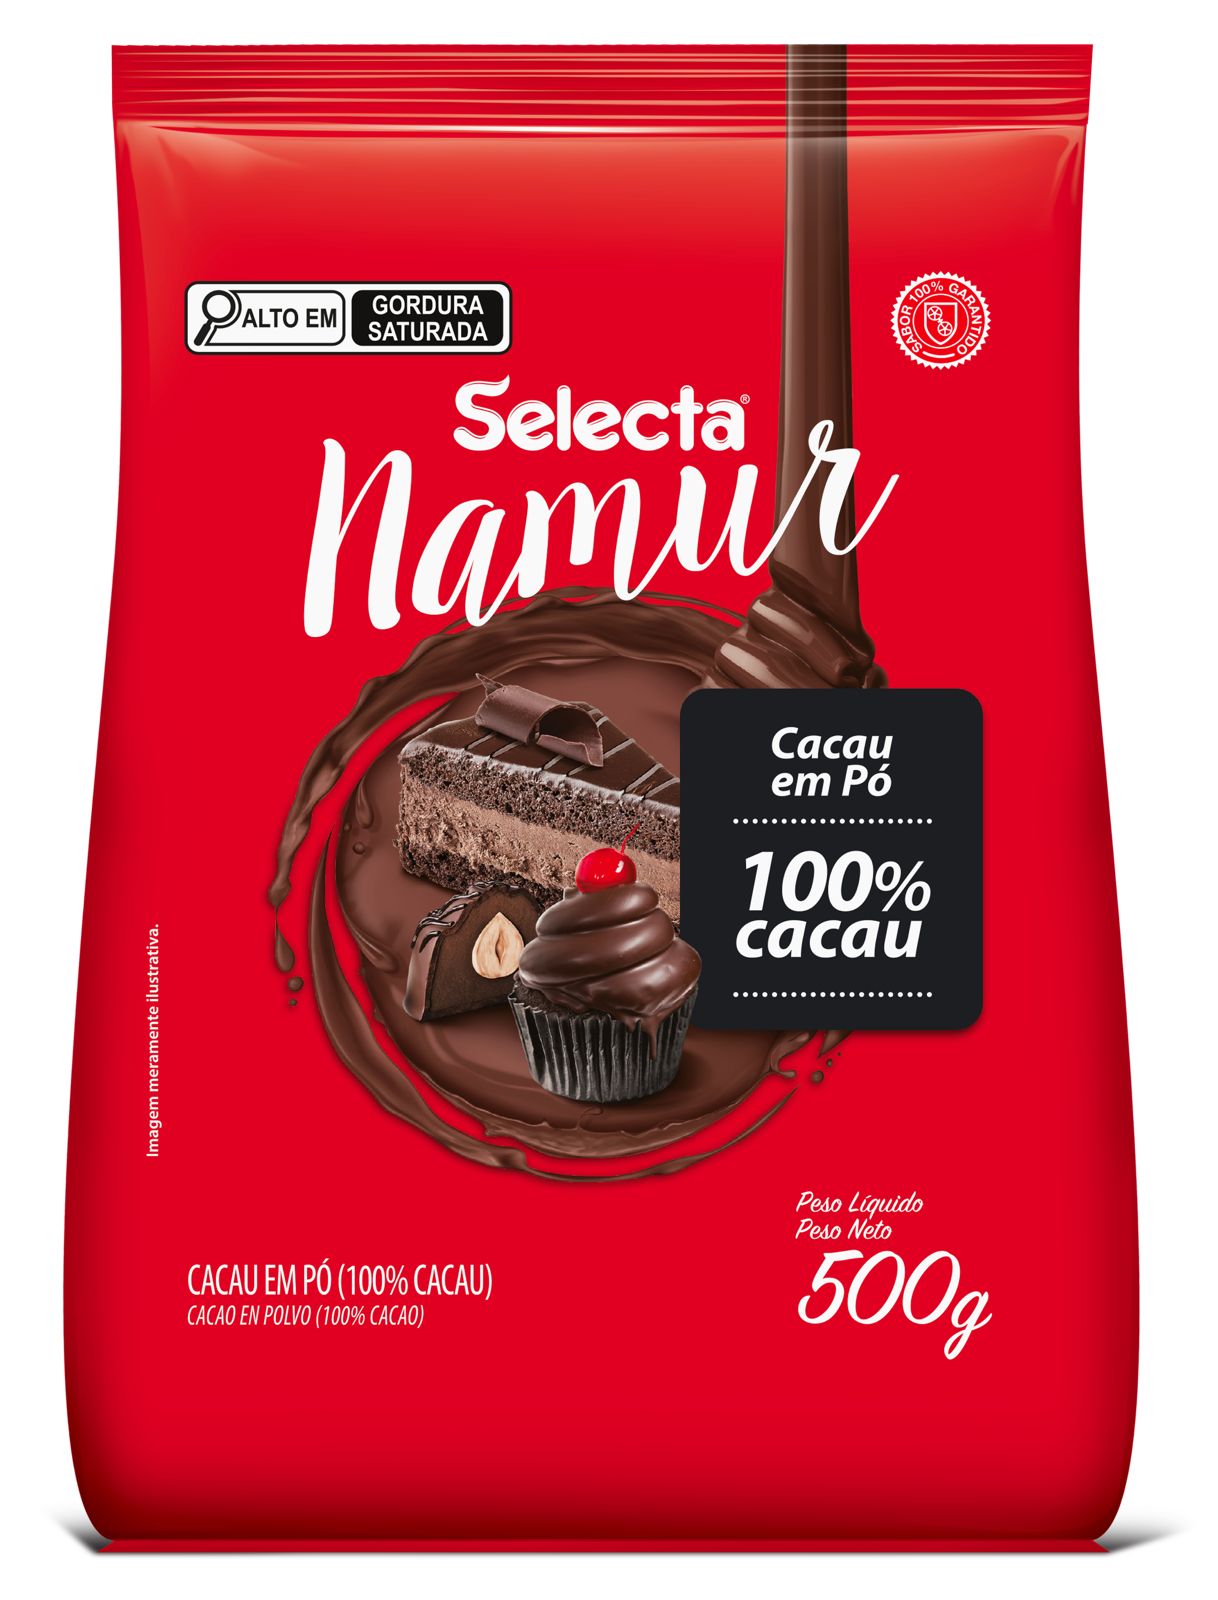 ALTO EM
GORDURA
SATURADA
SABOR 100% GARANTIDO
Selecta®
Namur
Cacau
em Pó
100%
cacau
Imagem meramente ilustrativa.
Peso Líquido
Peso Neto
500g
CACAU EM PÓ (100% CACAU)
CACAO EN POLVO (100% CACAO)